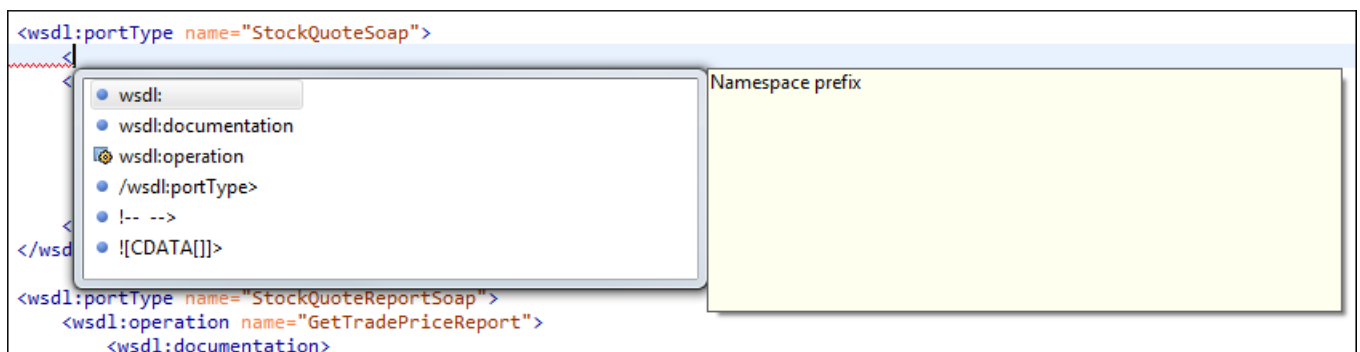 <wsdl:portType name="StockQuoteSoap">
<
<
wsdl:
wsdl:documentation
wsdl:operation
/wsdl:portType>
!-- -->
![CDATA[]]>
Namespace prefix
<
</wsd
<wsdl:portType name="StockQuoteReportSoap">
<wsdl:operation name="GetTradePriceReport">
<wsdl:documentation>